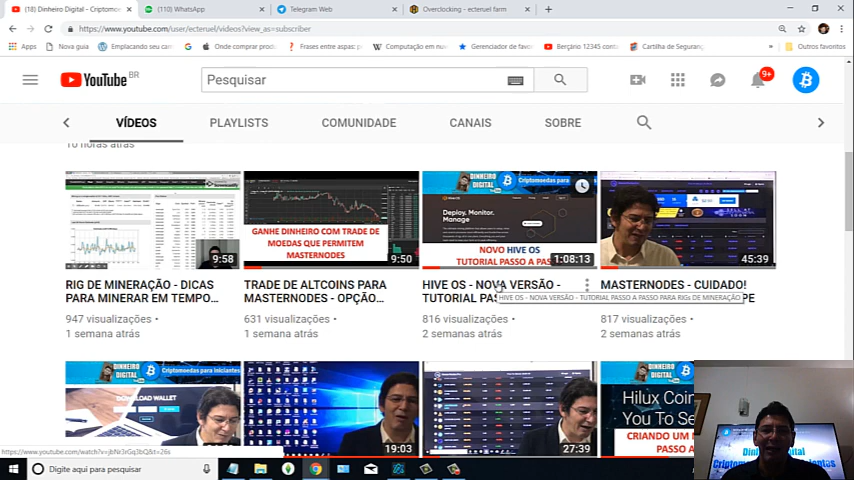 (18) Dinheiro Digital - Criptomoe
(110) WhatsApp
Telegram Web
Overclocking - ecteruel farm
https://www.youtube.com/user/ecteruel/videos?view_as=subscriber
Apps
Nova guia
Emplacando seu cam
Onde comprar produ
Frases entre aspas: p
Computação em nu
Gerenciador de favo
Berçário 12345 cont
Cartilha de Seguranç
Outros favoritos
YouTube BR
Pesquisar
9+
VÍDEOS
PLAYLISTS
COMUNIDADE
CANAIS
SOBRE
10 horas atrás
9:58
GANHE DINHEIRO COM TRADE DE
MOEDAS QUE PERMITEM
MASTERNODES
9:50
DINHEIRO
DIGITAL
Criptomoedas para
Deploy. Monitor.
Manage
NOVO HIVE OS
TUTORIAL PASSO A PASS
1:08:13
45:39
RIG DE MINERAÇÃO - DICAS
PARA MINERAR EM TEMPO...
947 visualizações
1 semana atrás
TRADE DE ALTCOINS PARA
MASTERNODES - OPÇÃO...
631 visualizações
1 semana atrás
HIVE OS - NOVA VERSÃO -
TUTORIAL PAS
HIVE OS - NOVA VERSÃO - TUTORIAL PASSO A PASSO PARA RIGs DE MINERAÇÃO
816 visualizações
2 semanas atrás
MASTERNODES - CUIDADO!
PE
817 visualizações
2 semanas atrás
DINHEIRO
DIGITAL
Criptomoedas para iniciantes
DOWNLOAD WALLET
19:03
27:39
DINHEIRO
DIGITAL
Hilux Coin
You To Se
CRIANDO UM M
PASSO A
https://www.youtube.com/watch?v=jbNr3rGq3bQ&t=26s
Digite aqui para pesquisar